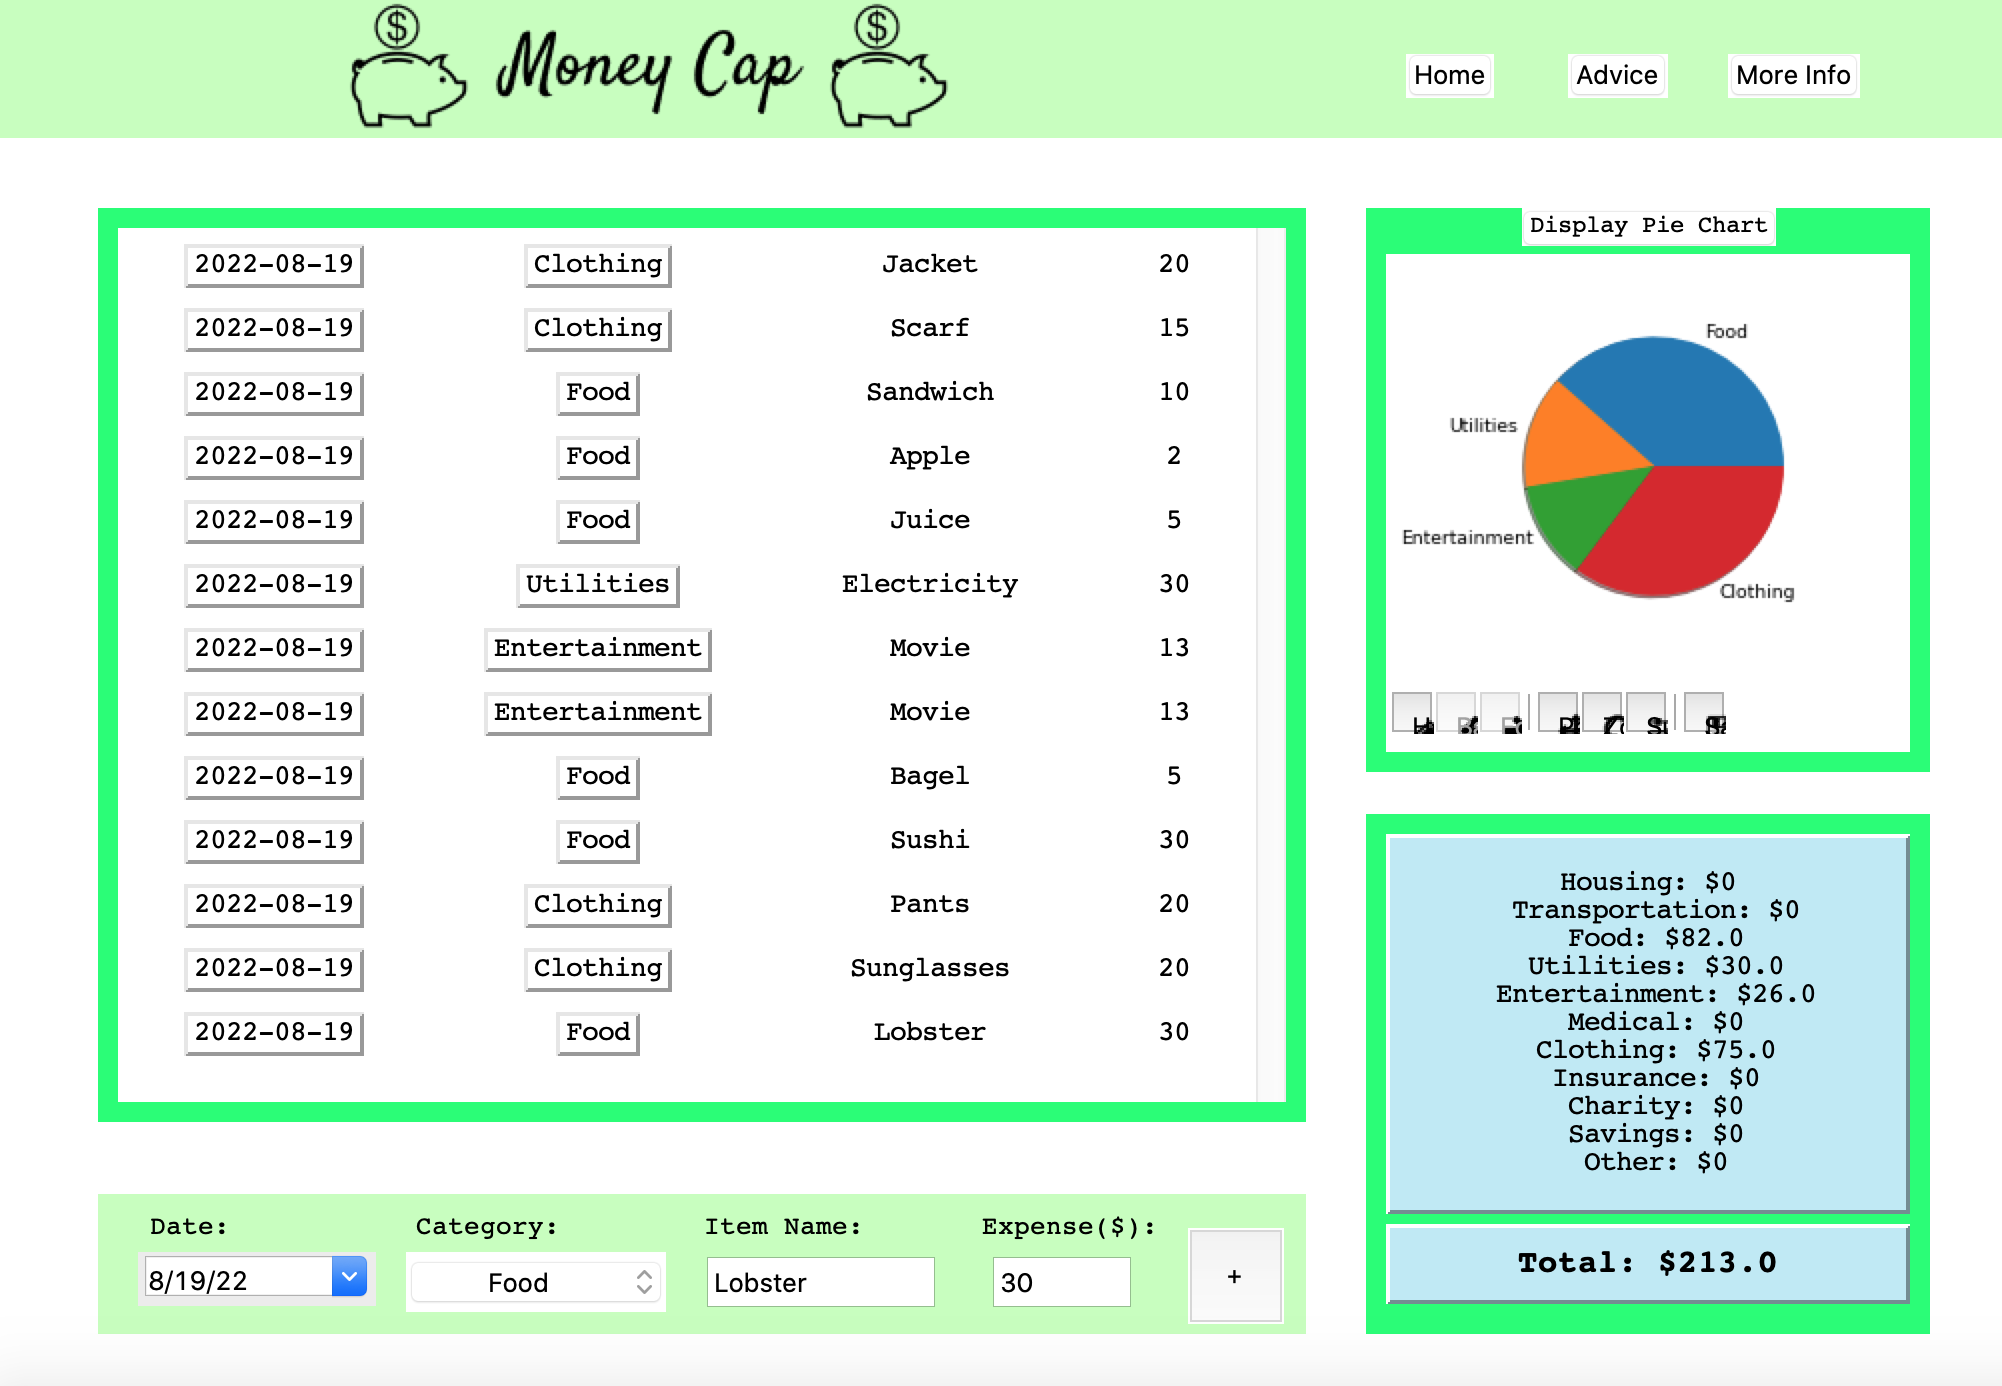 $ Money Cap $
Home Advice More Info
2022-08-19 Clothing Jacket 20
2022-08-19 Clothing Scarf 15
2022-08-19 Food Sandwich 10
2022-08-19 Food Apple 2
2022-08-19 Food Juice 5
2022-08-19 Utilities Electricity 30
2022-08-19 Entertainment Movie 13
2022-08-19 Entertainment Movie 13
2022-08-19 Food Bagel 5
2022-08-19 Food Sushi 30
2022-08-19 Clothing Pants 20
2022-08-19 Clothing Sunglasses 20
2022-08-19 Food Lobster 30
Date: Category: Item Name: Expense($):
8/19/22 Food Lobster 30 +
Display Pie Chart
Food
Utilities
Entertainment
Clothing
Housing: $0
Transportation: $0
Food: $82.0
Utilities: $30.0
Entertainment: $26.0
Medical: $0
Clothing: $75.0
Insurance: $0
Charity: $0
Savings: $0
Other: $0
Total: $213.0